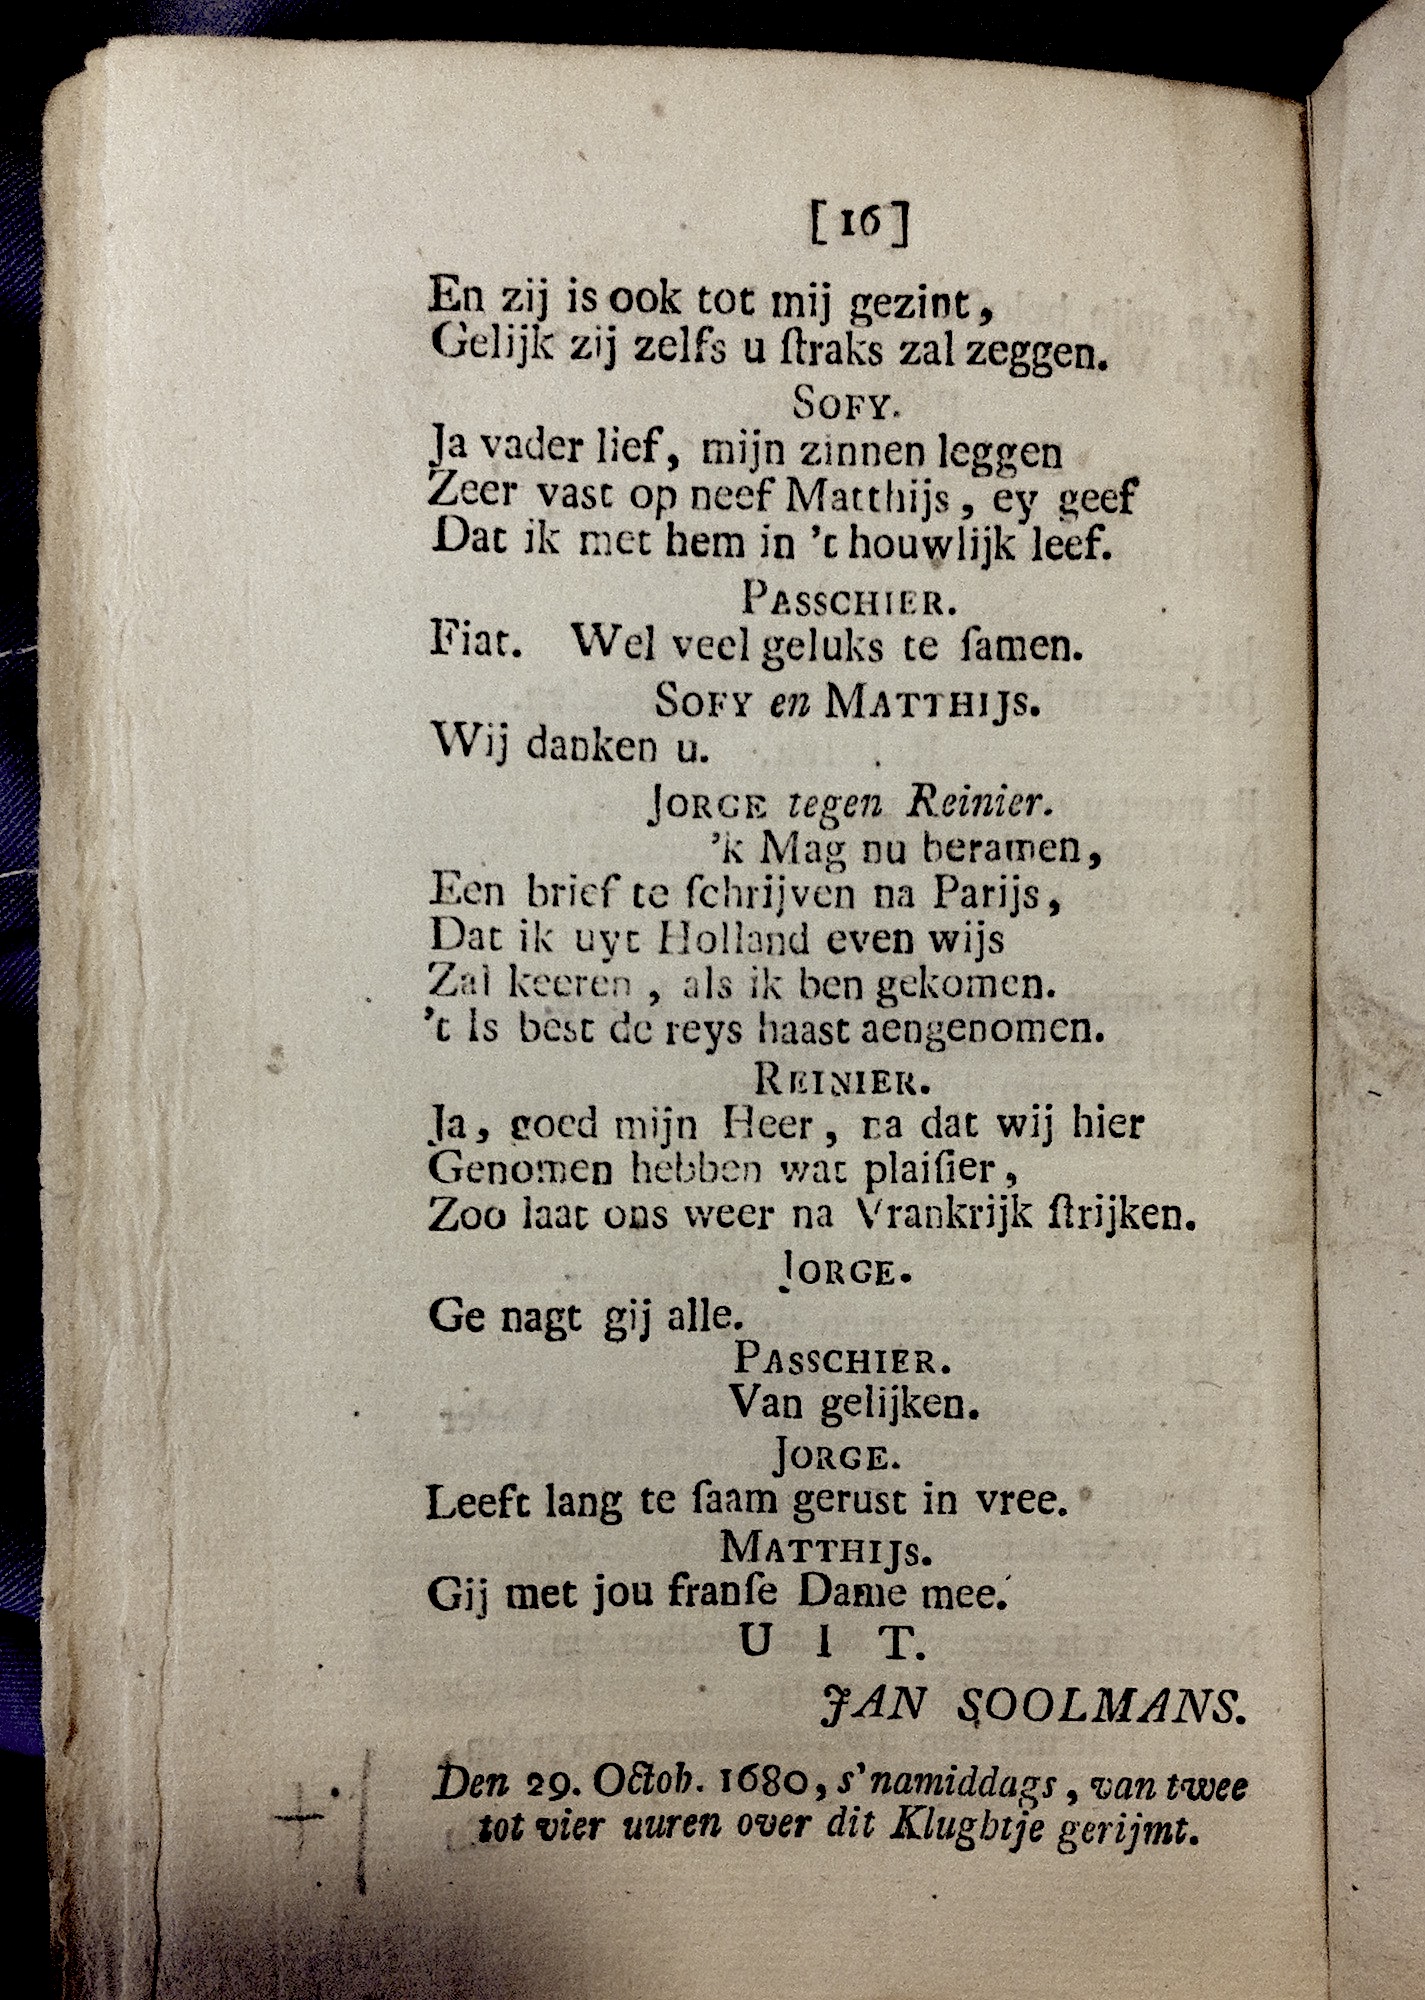 [16]
En zij is ook tot mij gezint,
Gelijk zij zelfs u ſtraks zal zeggen.
SOFY.
Ja vader lief, mijn zinnen leggen
Zeer vast op neef Matthijs, ey geef
Dat ik met hem in 't houwlijk leef.
PASSCHIER.
Fiat. Wel veel geluks te ſamen.
SOFY en MATTHIJS.
Wij danken u.
JORGE tegen Reinier.
'k Mag nu beramen,
Een brief te ſchrijven na Parijs,
Dat ik uyt Holland even wijs
Zal keeren, als ik ben gekomen.
't Is best de reys haast aengenomen.
REINIER.
Ja, goed mijn Heer, na dat wij hier
Genomen hebben wat plaiſier,
Zoo laat ons weer na Vrankrijk ſtrijken.
JORGE.
Ge nagt gij alle.
PASSCHIER.
Van gelijken.
JORGE.
Leeft lang te ſaam gerust in vree.
MATTHIJS.
Gij met jou franſe Dame mee.
U I T.
JAN SOOLMANS.
Den 29. Octob. 1680, s'namiddags, van twee
tot vier uuren over dit Klughtje gerijmt.